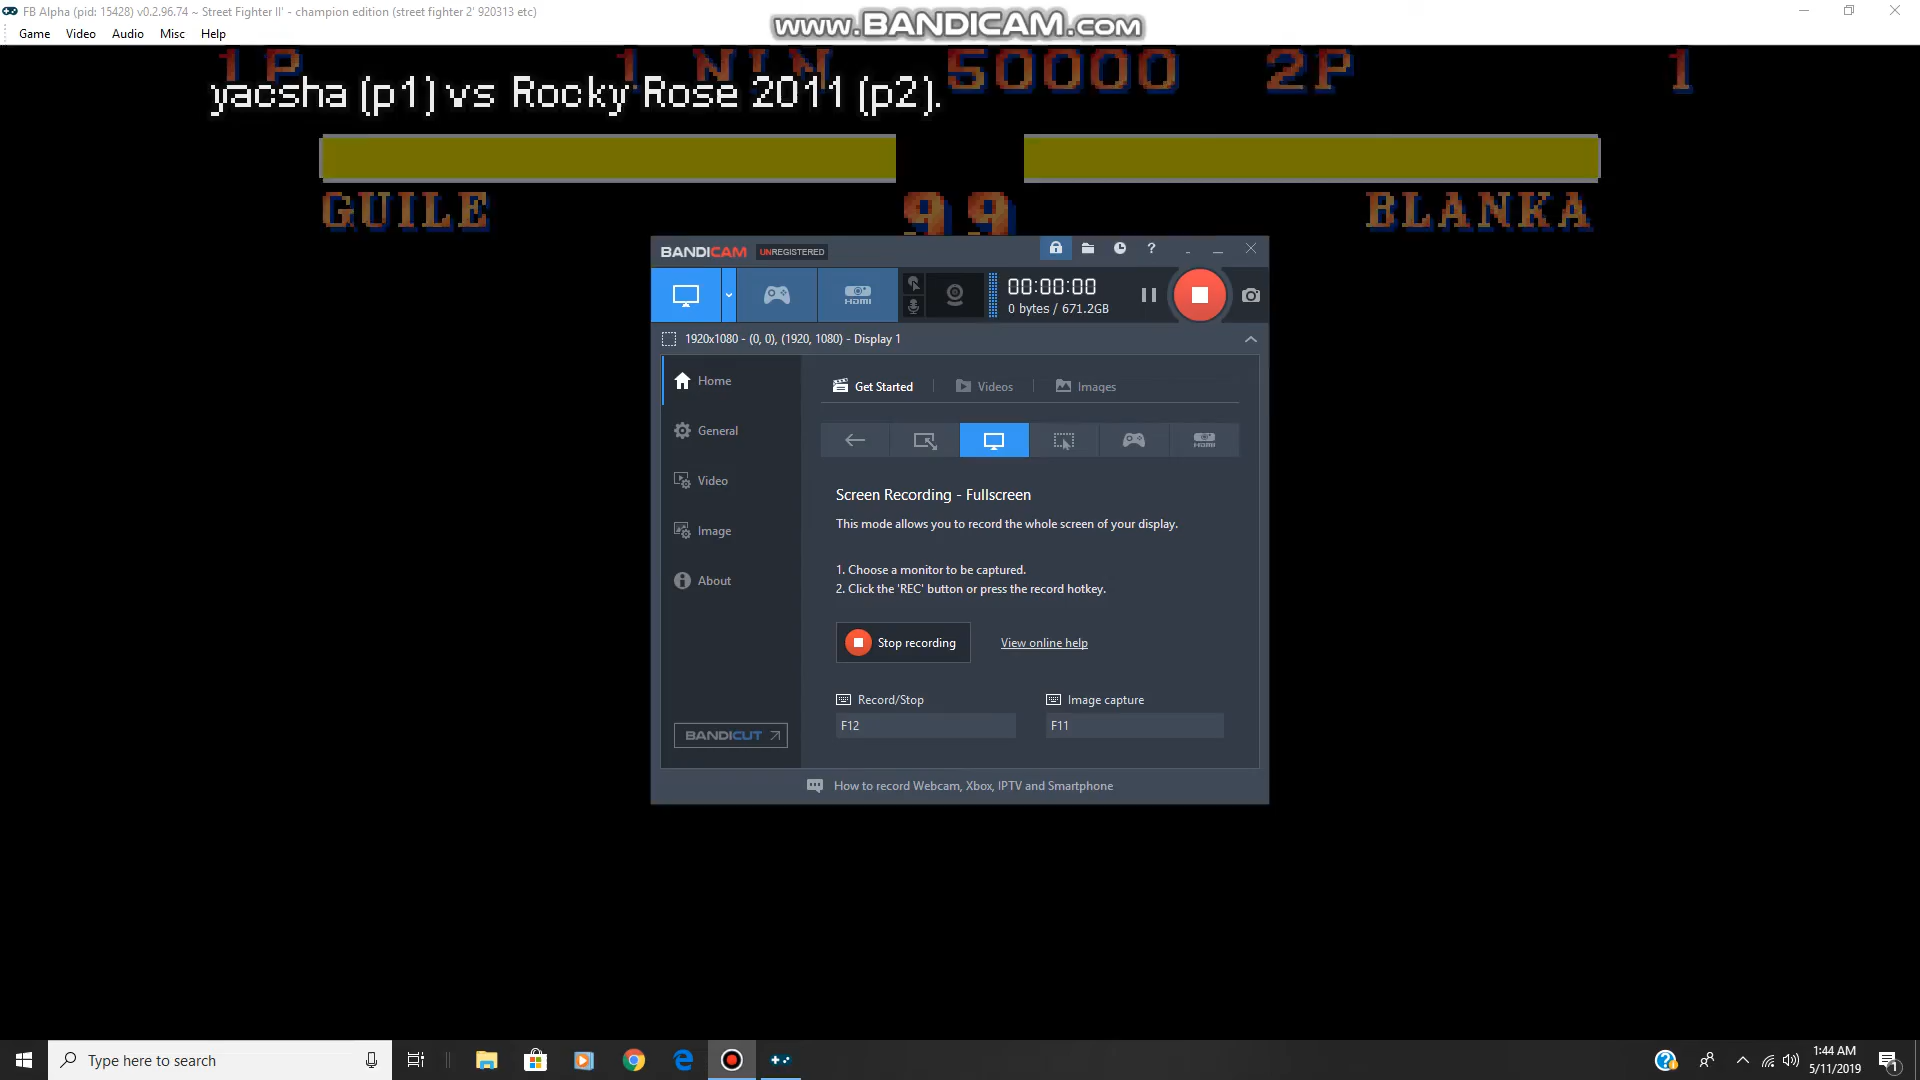 FB Alpha (pid: 15428) v0.2.96.74 ~ Street Fighter II' - champion edition (street fighter 2' 920313 etc)
www.BANDICAM.com
Game Video Audio Misc Help
1P 1 50000 2P 1
yacsha (p1) vs Rocky Rose 2011 (p2).
GUILE 99 BLANKA
BANDICAM UNREGISTERED ?
HDMI
00:00:00
0 bytes / 671.2GB
1920x1080 - (0, 0), (1920, 1080) - Display 1
Home
General
Video
Image
About
BANDICUT
Get Started Videos Images
HDMI
Screen Recording - Fullscreen
This mode allows you to record the whole screen of your display.
1. Choose a monitor to be captured.
2. Click the 'REC' button or press the record hotkey.
Stop recording View online help
Record/Stop Image capture
F12 F11
How to record Webcam, Xbox, IPTV and Smartphone
Type here to search
1:44 AM
5/11/2019
1